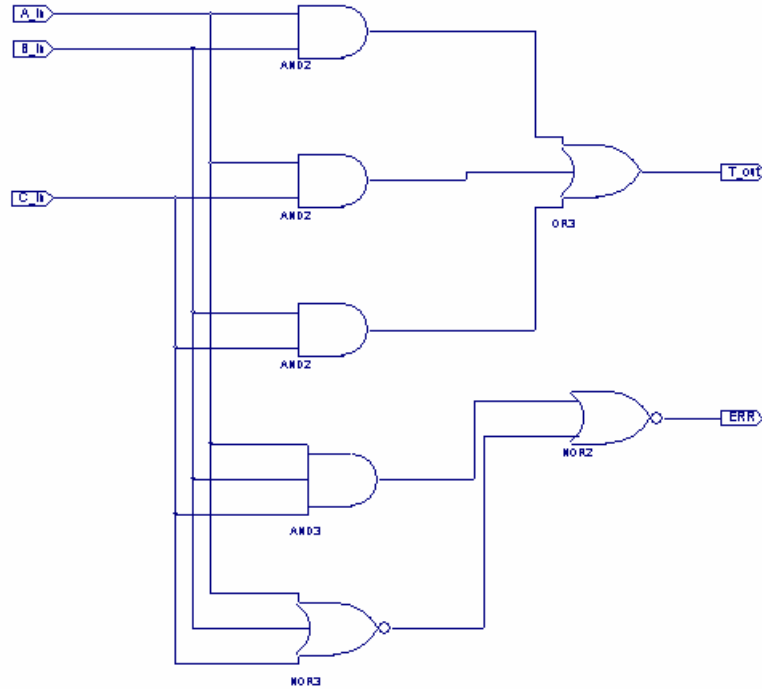 A_In
B_In
AND2
AND2
C_In
T_out
OR3
AND2
ERR
NOR2
AND3
NOR3